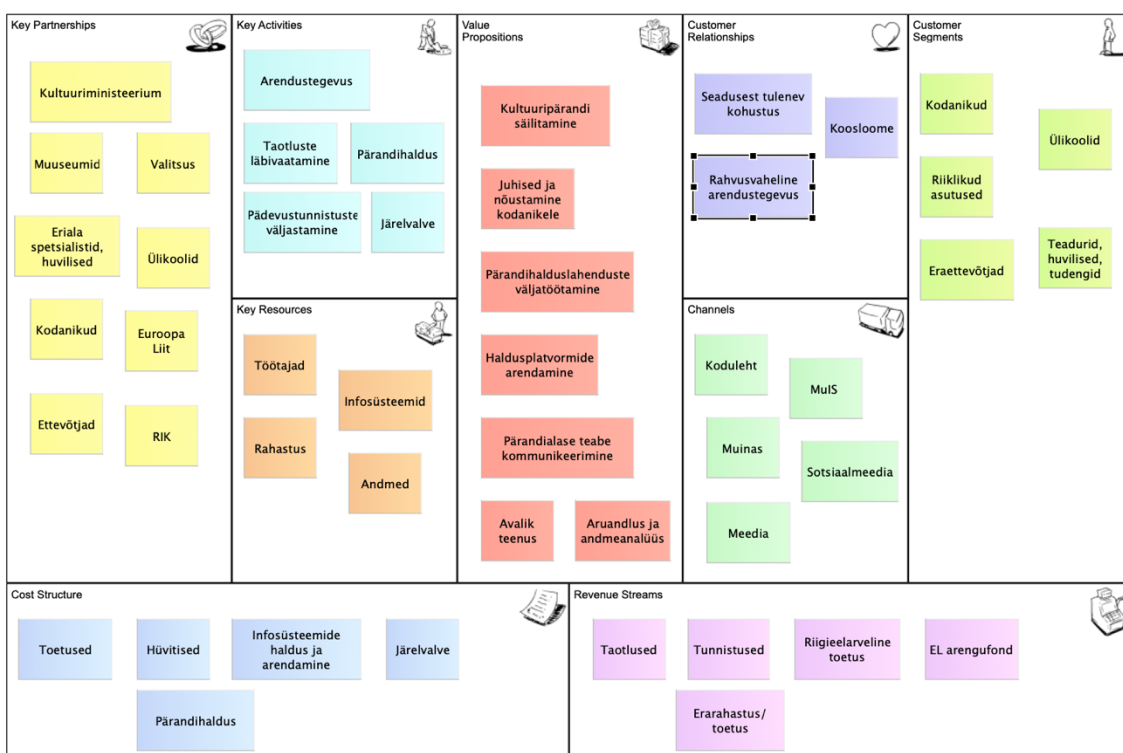 Key Partnerships
Kultuuriministeerium
Muuseumid
Valitsus
Eriala
spetsialistid,
huvilised
Ülikoolid
Kodanikud
Euroopa
Liit
Ettevõtjad
RIK
Key Activities
Arendustegevus
Taotluste
läbivaatamine
Pärandihaldus
Pädevustunnistuste
väljastamine
Järelvalve
Key Resources
Töötajad
Infosüsteemid
Rahastus
Andmed
Value
Propositions
Kultuuripärandi
säilitamine
Juhised ja
nõustamine
kodanikele
Pärandihalduslahenduste
väljatöötamine
Haldusplatvormide
arendamine
Pärandialase teabe
kommunikeerimine
Avalik
teenus
Aruandlus ja
andmeanalüüs
Customer
Relationships
Seadusest tulenev
kohustus
Koosloome
Rahvusvaheline
arendustegevus
Channels
Koduleht
MuIS
Muinas
Sotsiaalmeedia
Meedia
Customer
Segments
Kodanikud
Ülikoolid
Riiklikud
asutused
Eraettevõtjad
Teadurid,
huvilised,
tudengid
Cost Structure
Toetused
Hüvitised
Infosüsteemide
haldus ja
arendamine
Järelvalve
Pärandihaldus
Revenue Streams
Taotlused
Tunnistused
Riigieelarveline
toetus
EL arengufond
Erarahastus/
toetus